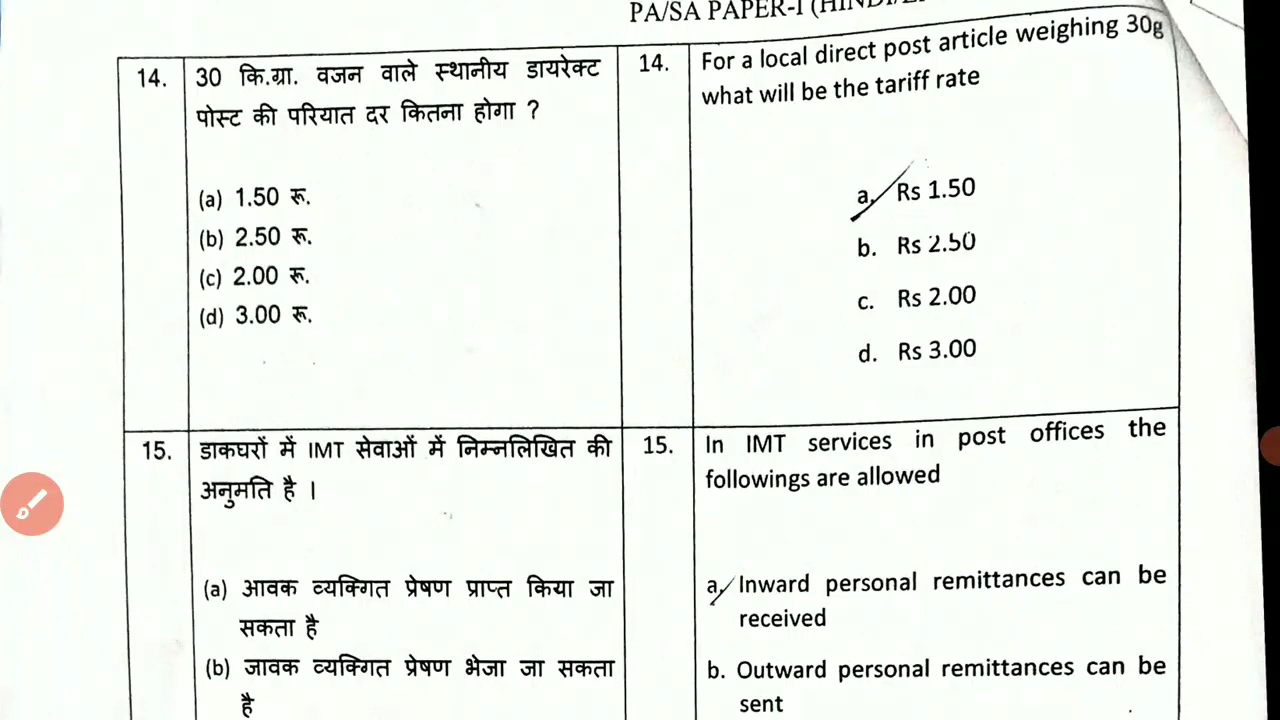 PA/SA PAPER-I (HINDI/
14.
30 कि.ग्रा. वजन वाले स्थानीय डायरेक्ट
पोस्ट की परियात दर कितना होगा ?
(a) 1.50 रू.
(b) 2.50 रू.
(c) 2.00 रू.
(d) 3.00 रू.
14.
For a local direct post article weighing 30g
what will be the tariff rate
a. Rs 1.50
b. Rs 2.50
c. Rs 2.00
d. Rs 3.00
15.
डाकघरों में IMT सेवाओं में निम्नलिखित की
अनुमति है ।
(a) आवक व्यक्गित प्रेषण प्राप्त किया जा
सकता है
(b) जावक व्यक्गित प्रेषण भेजा जा सकता
है
15.
In IMT services in post offices the
followings are allowed
a. Inward personal remittances can be
received
b. Outward personal remittances can be
sent